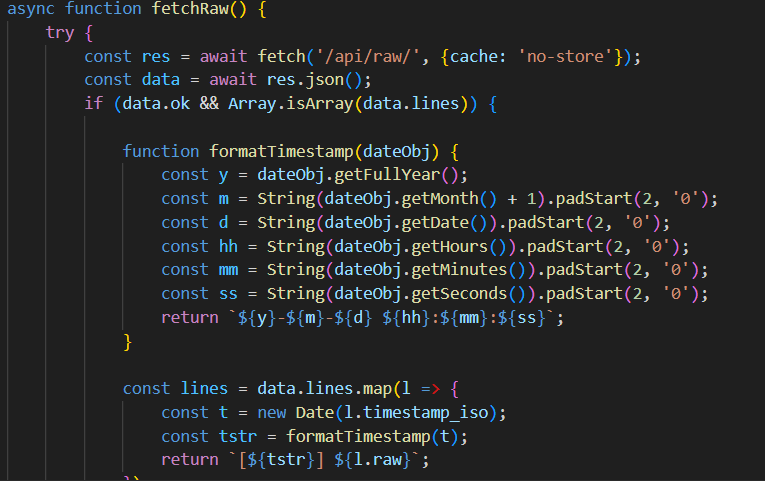 async function fetchRaw() {
try {
const res = await fetch('/api/raw/', {cache: 'no-store'});
const data = await res.json();
if (data.ok && Array.isArray(data.lines)) {
function formatTimestamp(dateObj) {
const y = dateObj.getFullYear();
const m = String(dateObj.getMonth() + 1).padStart(2, '0');
const d = String(dateObj.getDate()).padStart(2, '0');
const hh = String(dateObj.getHours()).padStart(2, '0');
const mm = String(dateObj.getMinutes()).padStart(2, '0');
const ss = String(dateObj.getSeconds()).padStart(2, '0');
return `${y}-${m}-${d} ${hh}:${mm}:${ss}`;
}
const lines = data.lines.map(l => {
const t = new Date(l.timestamp_iso);
const tstr = formatTimestamp(t);
return `[${tstr}] ${l.raw}`;